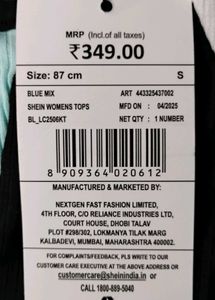 MRP (Incl.of all taxes)
₹349.00
Size: 87 cm S
BLUE MIX ART 443325437002
SHEIN WOMENS TOPS MFD ON : 04/2025
BL_LC2506KT NET QTY : 1 NUMBER
8 909364 020612
MANUFACTURED & MARKETED BY:
NEXTGEN FAST FASHION LIMITED,
4TH FLOOR, C/O RELIANCE INDUSTRIES LTD,
COURT HOUSE, DHOBI TALAV
PLOT #298/302, LOKMANYA TILAK MARG
KALBADEVI, MUMBAI, MAHARASHTRA 400002.
FOR COMPLAINTS/FEEDBACK, PLS WRITE TO OUR
CUSTOMER CARE EXECUTIVE AT THE ABOVE ADDRESS OR
customercare@sheinindia.in
OR CALL 1800-889-5040